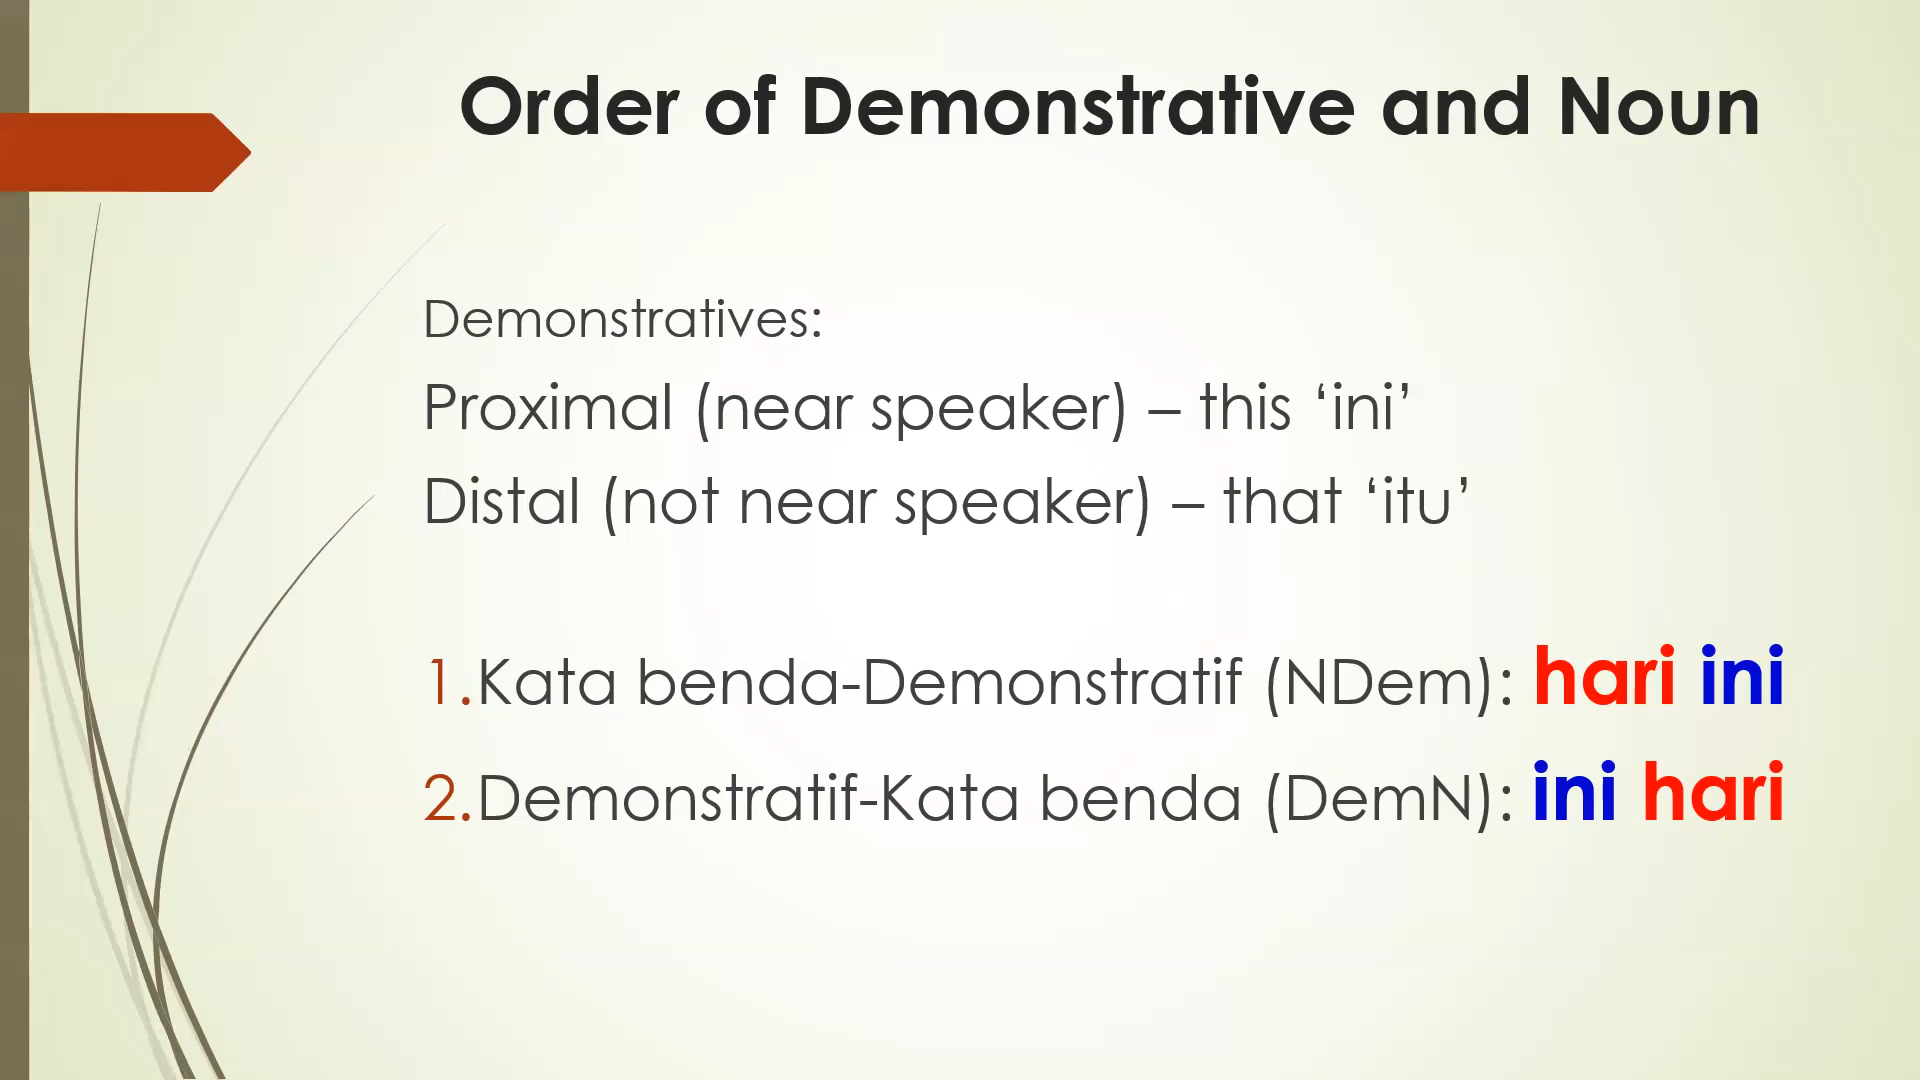 Order of Demonstrative and Noun
Demonstratives:
Proximal (near speaker) – this ‘ini’
Distal (not near speaker) – that ‘itu’
1.Kata benda-Demonstratif (NDem): hari ini
2.Demonstratif-Kata benda (DemN): ini hari